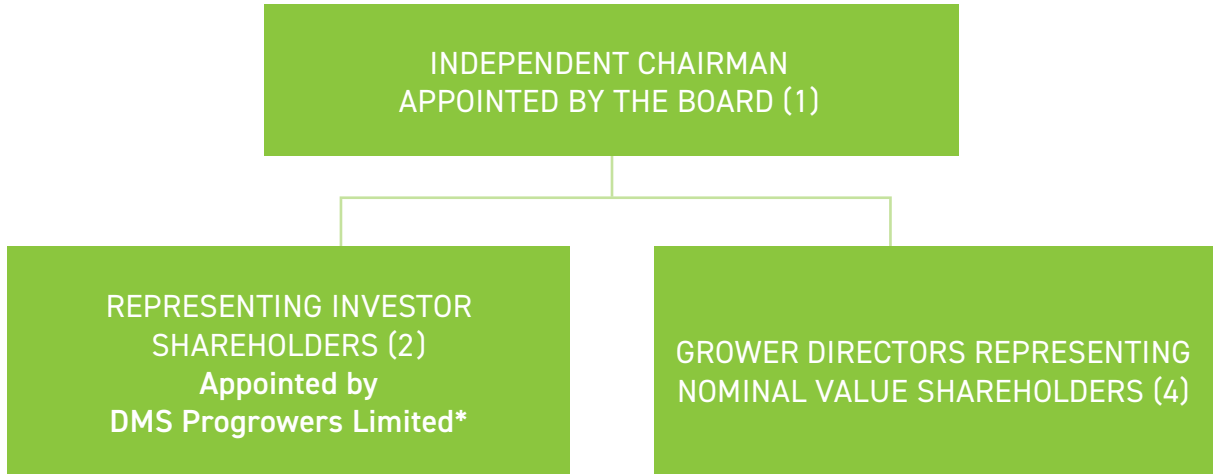 INDEPENDENT CHAIRMAN
APPOINTED BY THE BOARD (1)
REPRESENTING INVESTOR
SHAREHOLDERS (2)
Appointed by
DMS Progrowers Limited*
GROWER DIRECTORS REPRESENTING
NOMINAL VALUE SHAREHOLDERS (4)